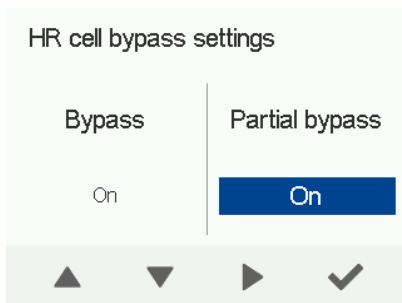 HR cell bypass settings
Bypass
Partial bypass
On
On